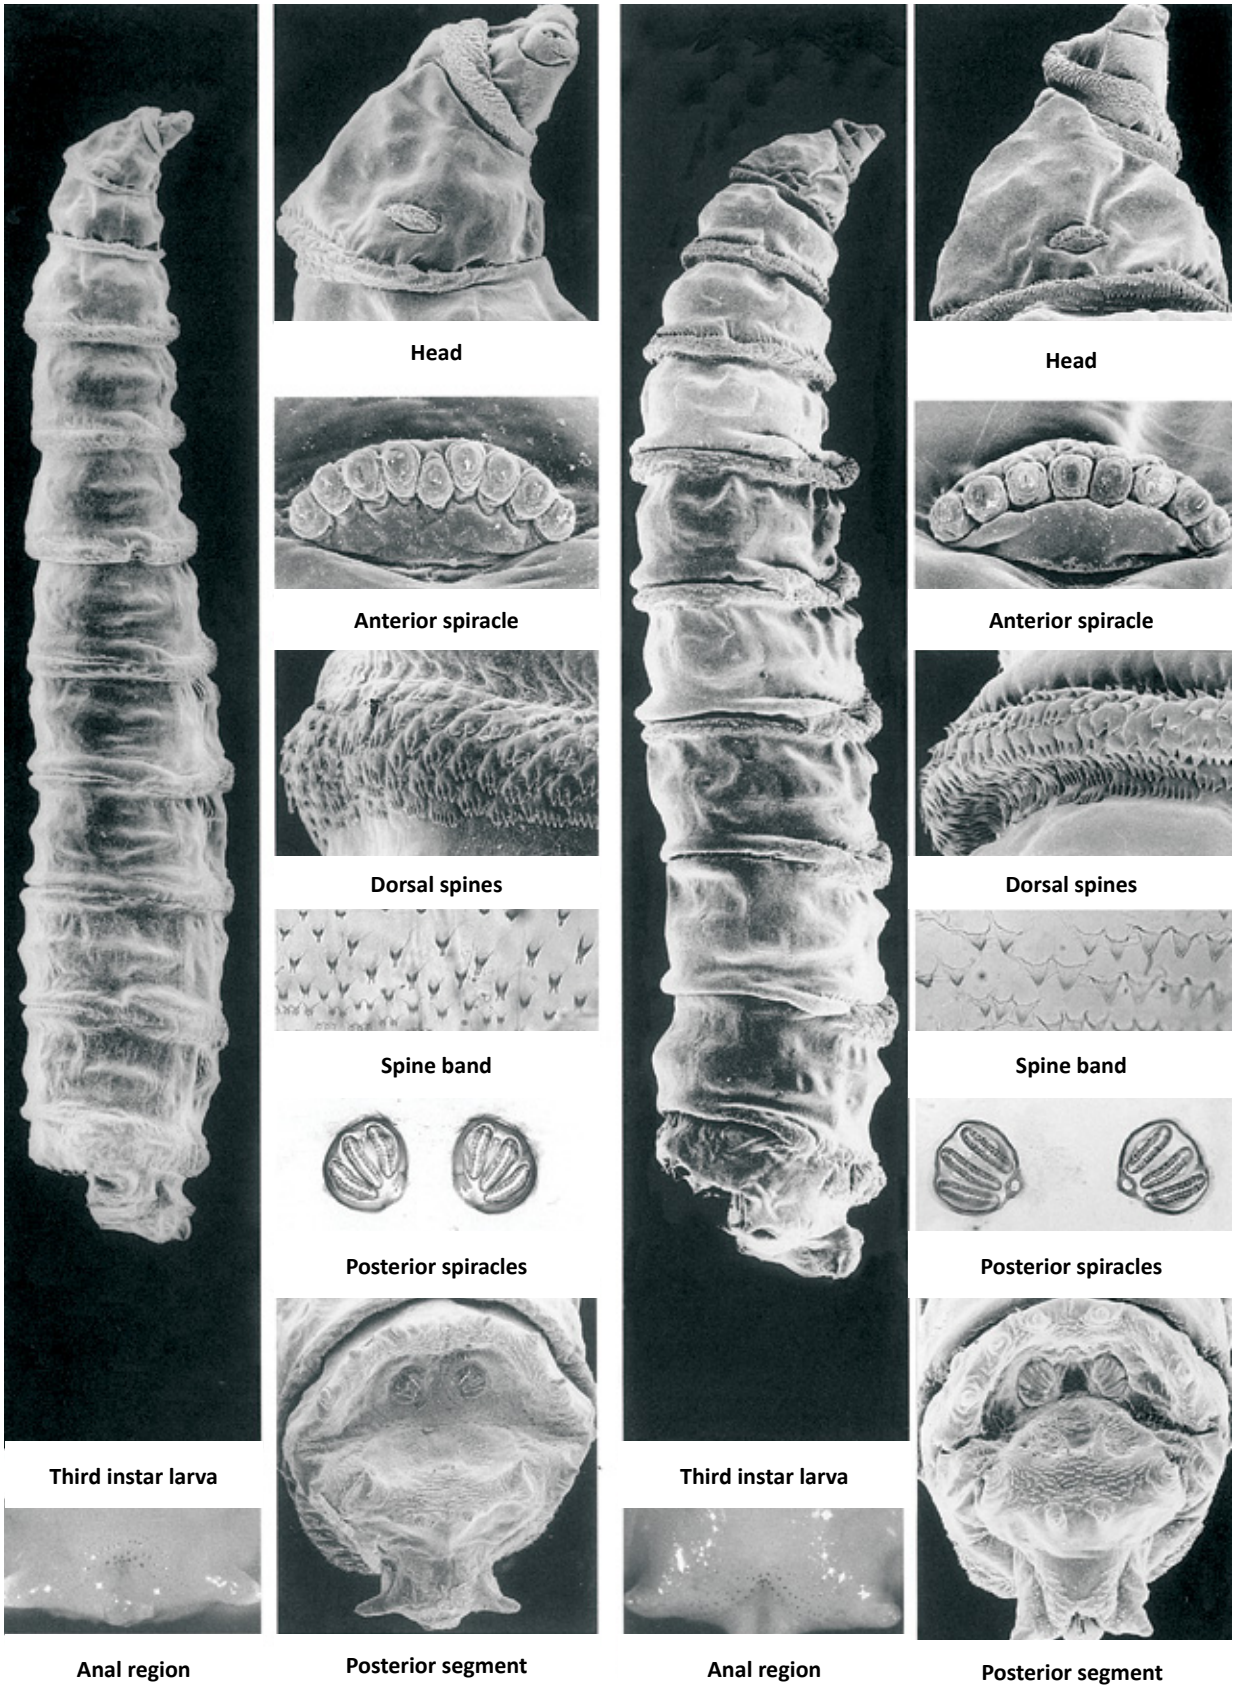 Head
Head
Anterior spiracle
Anterior spiracle
Dorsal spines
Dorsal spines
Spine band
Spine band
Posterior spiracles
Posterior spiracles
Third instar larva
Third instar larva
Anal region
Posterior segment
Anal region
Posterior segment